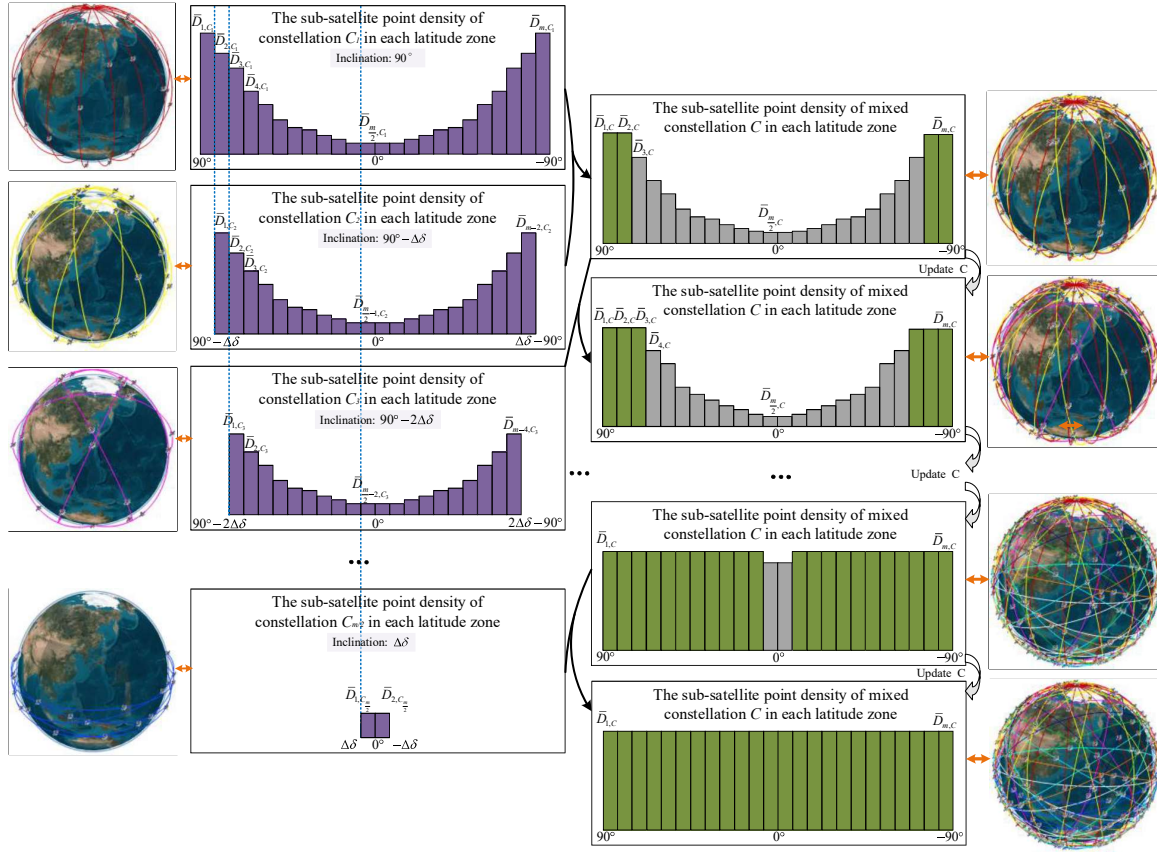 The sub-satellite point density of
constellation C₁ in each latitude zone
Inclination: 90°
D̅₁,C₁
D̅₂,C₁
D̅₃,C₁
D̅₄,C₁
D̅m/2,C₁
D̅m,C₁
90°
0°
−90°
The sub-satellite point density of
constellation C₂ in each latitude zone
Inclination: 90°−Δδ
D̅₁,C₂
D̅₂,C₂
D̅₃,C₂
D̅m/2−1,C₂
D̅m−2,C₂
90°−Δδ
0°
Δδ−90°
The sub-satellite point density of
constellation C₃ in each latitude zone
Inclination: 90°−2Δδ
D̅₁,C₃
D̅₂,C₃
D̅m/2−2,C₃
D̅m−4,C₃
90°−2Δδ
0°
2Δδ−90°
...
The sub-satellite point density of
constellation Cm/2 in each latitude zone
Inclination: Δδ
D̅₁,Cm/2
D̅₂,Cm/2
Δδ
0°
−Δδ
The sub-satellite point density of mixed
constellation C in each latitude zone
D̅₁,C
D̅₂,C
D̅₃,C
D̅m/2,C
D̅m,C
90°
0°
−90°
Update C
The sub-satellite point density of mixed
constellation C in each latitude zone
D̅₁,C
D̅₂,C
D̅₃,C
D̅₄,C
D̅m/2,C
D̅m,C
90°
0°
−90°
...
...
Update C
The sub-satellite point density of mixed
constellation C in each latitude zone
D̅₁,C
D̅m,C
90°
0°
−90°
Update C
The sub-satellite point density of mixed
constellation C in each latitude zone
D̅₁,C
D̅m,C
90°
0°
−90°